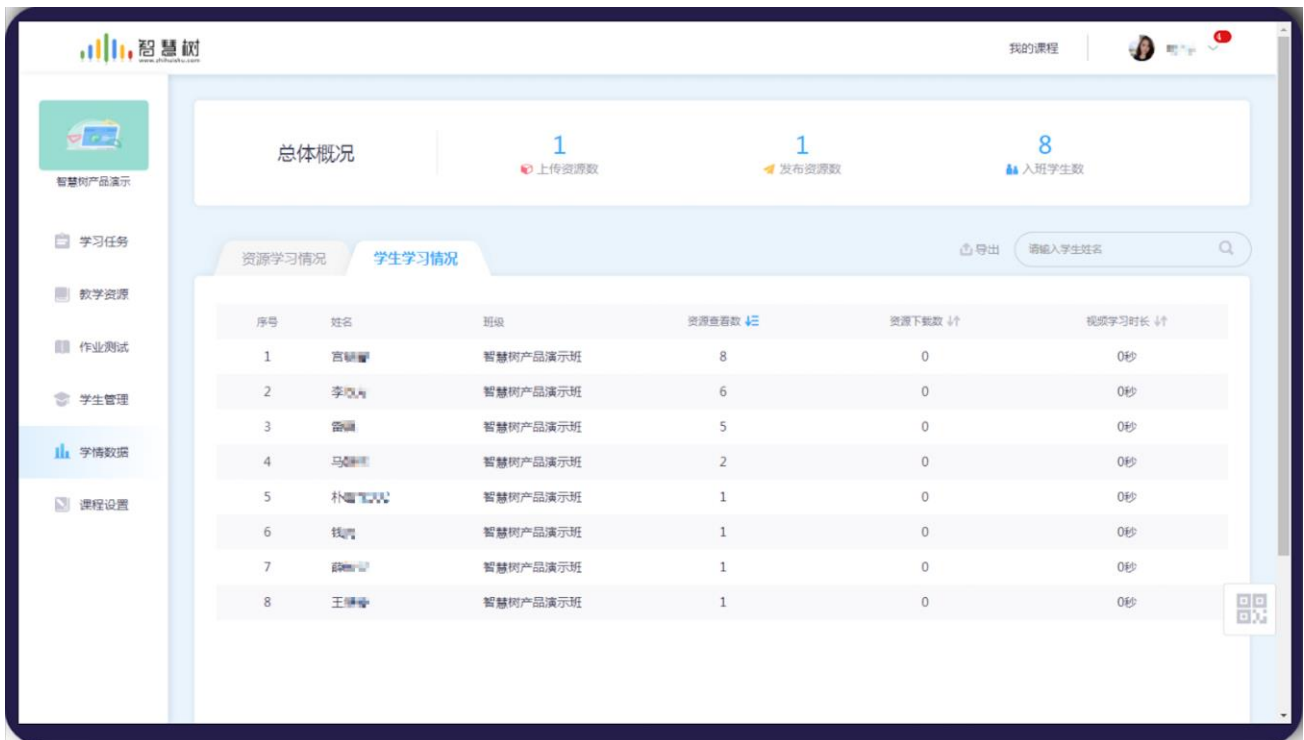 智慧树
www.zhihuishu.com
我的课程
智慧树产品演示
学习任务
教学资源
作业测试
学生管理
学情数据
课程设置
总体概况
1
上传资源数
1
发布资源数
8
入班学生数
资源学习情况 学生学习情况
导出 请输入学生姓名
序号 姓名 班级 资源查看数 资源下载数 视频学习时长
1 宫 智慧树产品演示班 8 0 0秒
2 李 智慧树产品演示班 6 0 0秒
3 智慧树产品演示班 5 0 0秒
4 马 智慧树产品演示班 2 0 0秒
5 朴 智慧树产品演示班 1 0 0秒
6 钱 智慧树产品演示班 1 0 0秒
7 薛 智慧树产品演示班 1 0 0秒
8 王 智慧树产品演示班 1 0 0秒